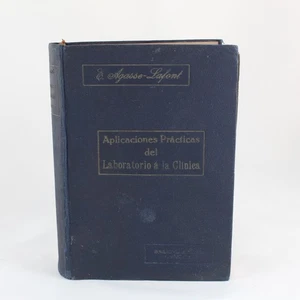 E. Agasse-Lafont
Aplicaciones Prácticas
del
Laboratorio à la Clínica